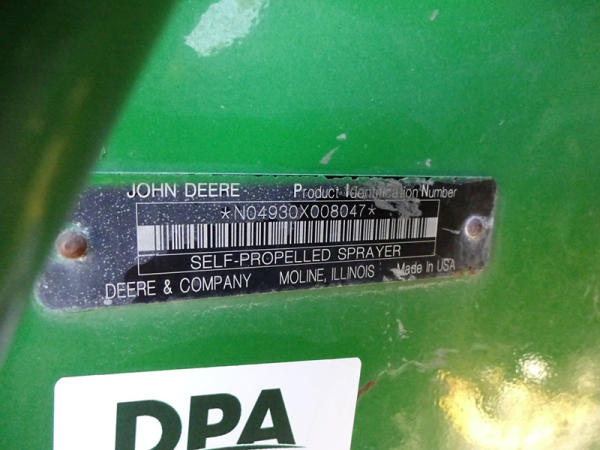 JOHN DEERE Product Identification Number
*N04930X008047*
SELF-PROPELLED SPRAYER
DEERE & COMPANY MOLINE, ILLINOIS Made In USA
DPA